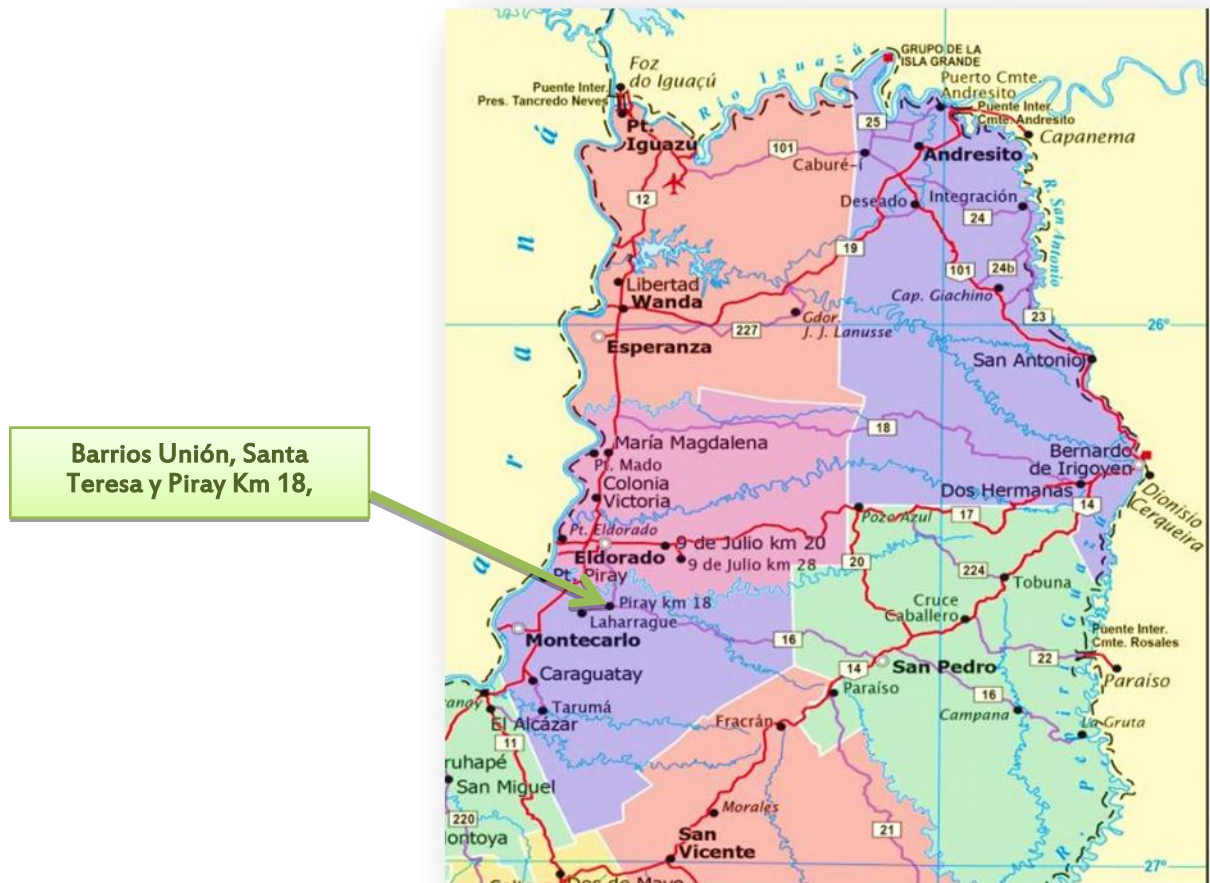 Barrios Unión, Santa
Teresa y Piray Km 18,
GRUPO DE LA
ISLA GRANDE
Foz
do Iguaçú
Río Iguazú
Puerto Cmte.
Andresito
Puente Inter.
Pres. Tancredo Neves
Puente Inter.
Cmte. Andresito
25
Pt.
Iguazú
Capanema
101
Caburé-í
Andresito
12
Deseado
Integración
24
R. San Antonio
19
101
24b
Libertad
Wanda
Cap. Giachino
23
Gdor.
J. J. Lanusse
227
26°
Esperanza
San Antonio
Paraná
18
María Magdalena
Pt. Mado
Colonia
Victoria
Bernardo
de Irigoyen
Dos Hermanas
14
Dionisio
Cerqueira
Pozo Azul
17
Pt. Eldorado
Eldorado
9 de Julio km 20
9 de Julio km 28
20
224
Tobuna
Pt. Piray
Piray km 18
Laharrague
Cruce
Caballero
Montecarlo
16
Puente Inter.
Cmte. Rosales
22
14
San Pedro
Paraíso
Caraguatay
Paraíso
16
Tarumá
Campana
La Gruta
El Alcázar
Fracrán
11
R. Pepirí Guazú
San Miguel
Morales
220
21
San
Vicente
27°
Dos de Mayo